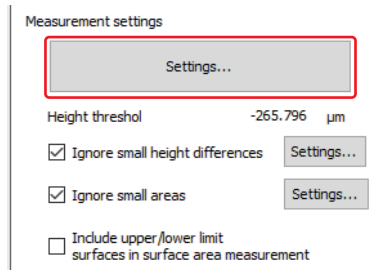 Measurement settings
Settings...
Height threshol -265.796 µm
Ignore small height differences Settings...
Ignore small areas Settings...
Include upper/lower limit
surfaces in surface area measurement